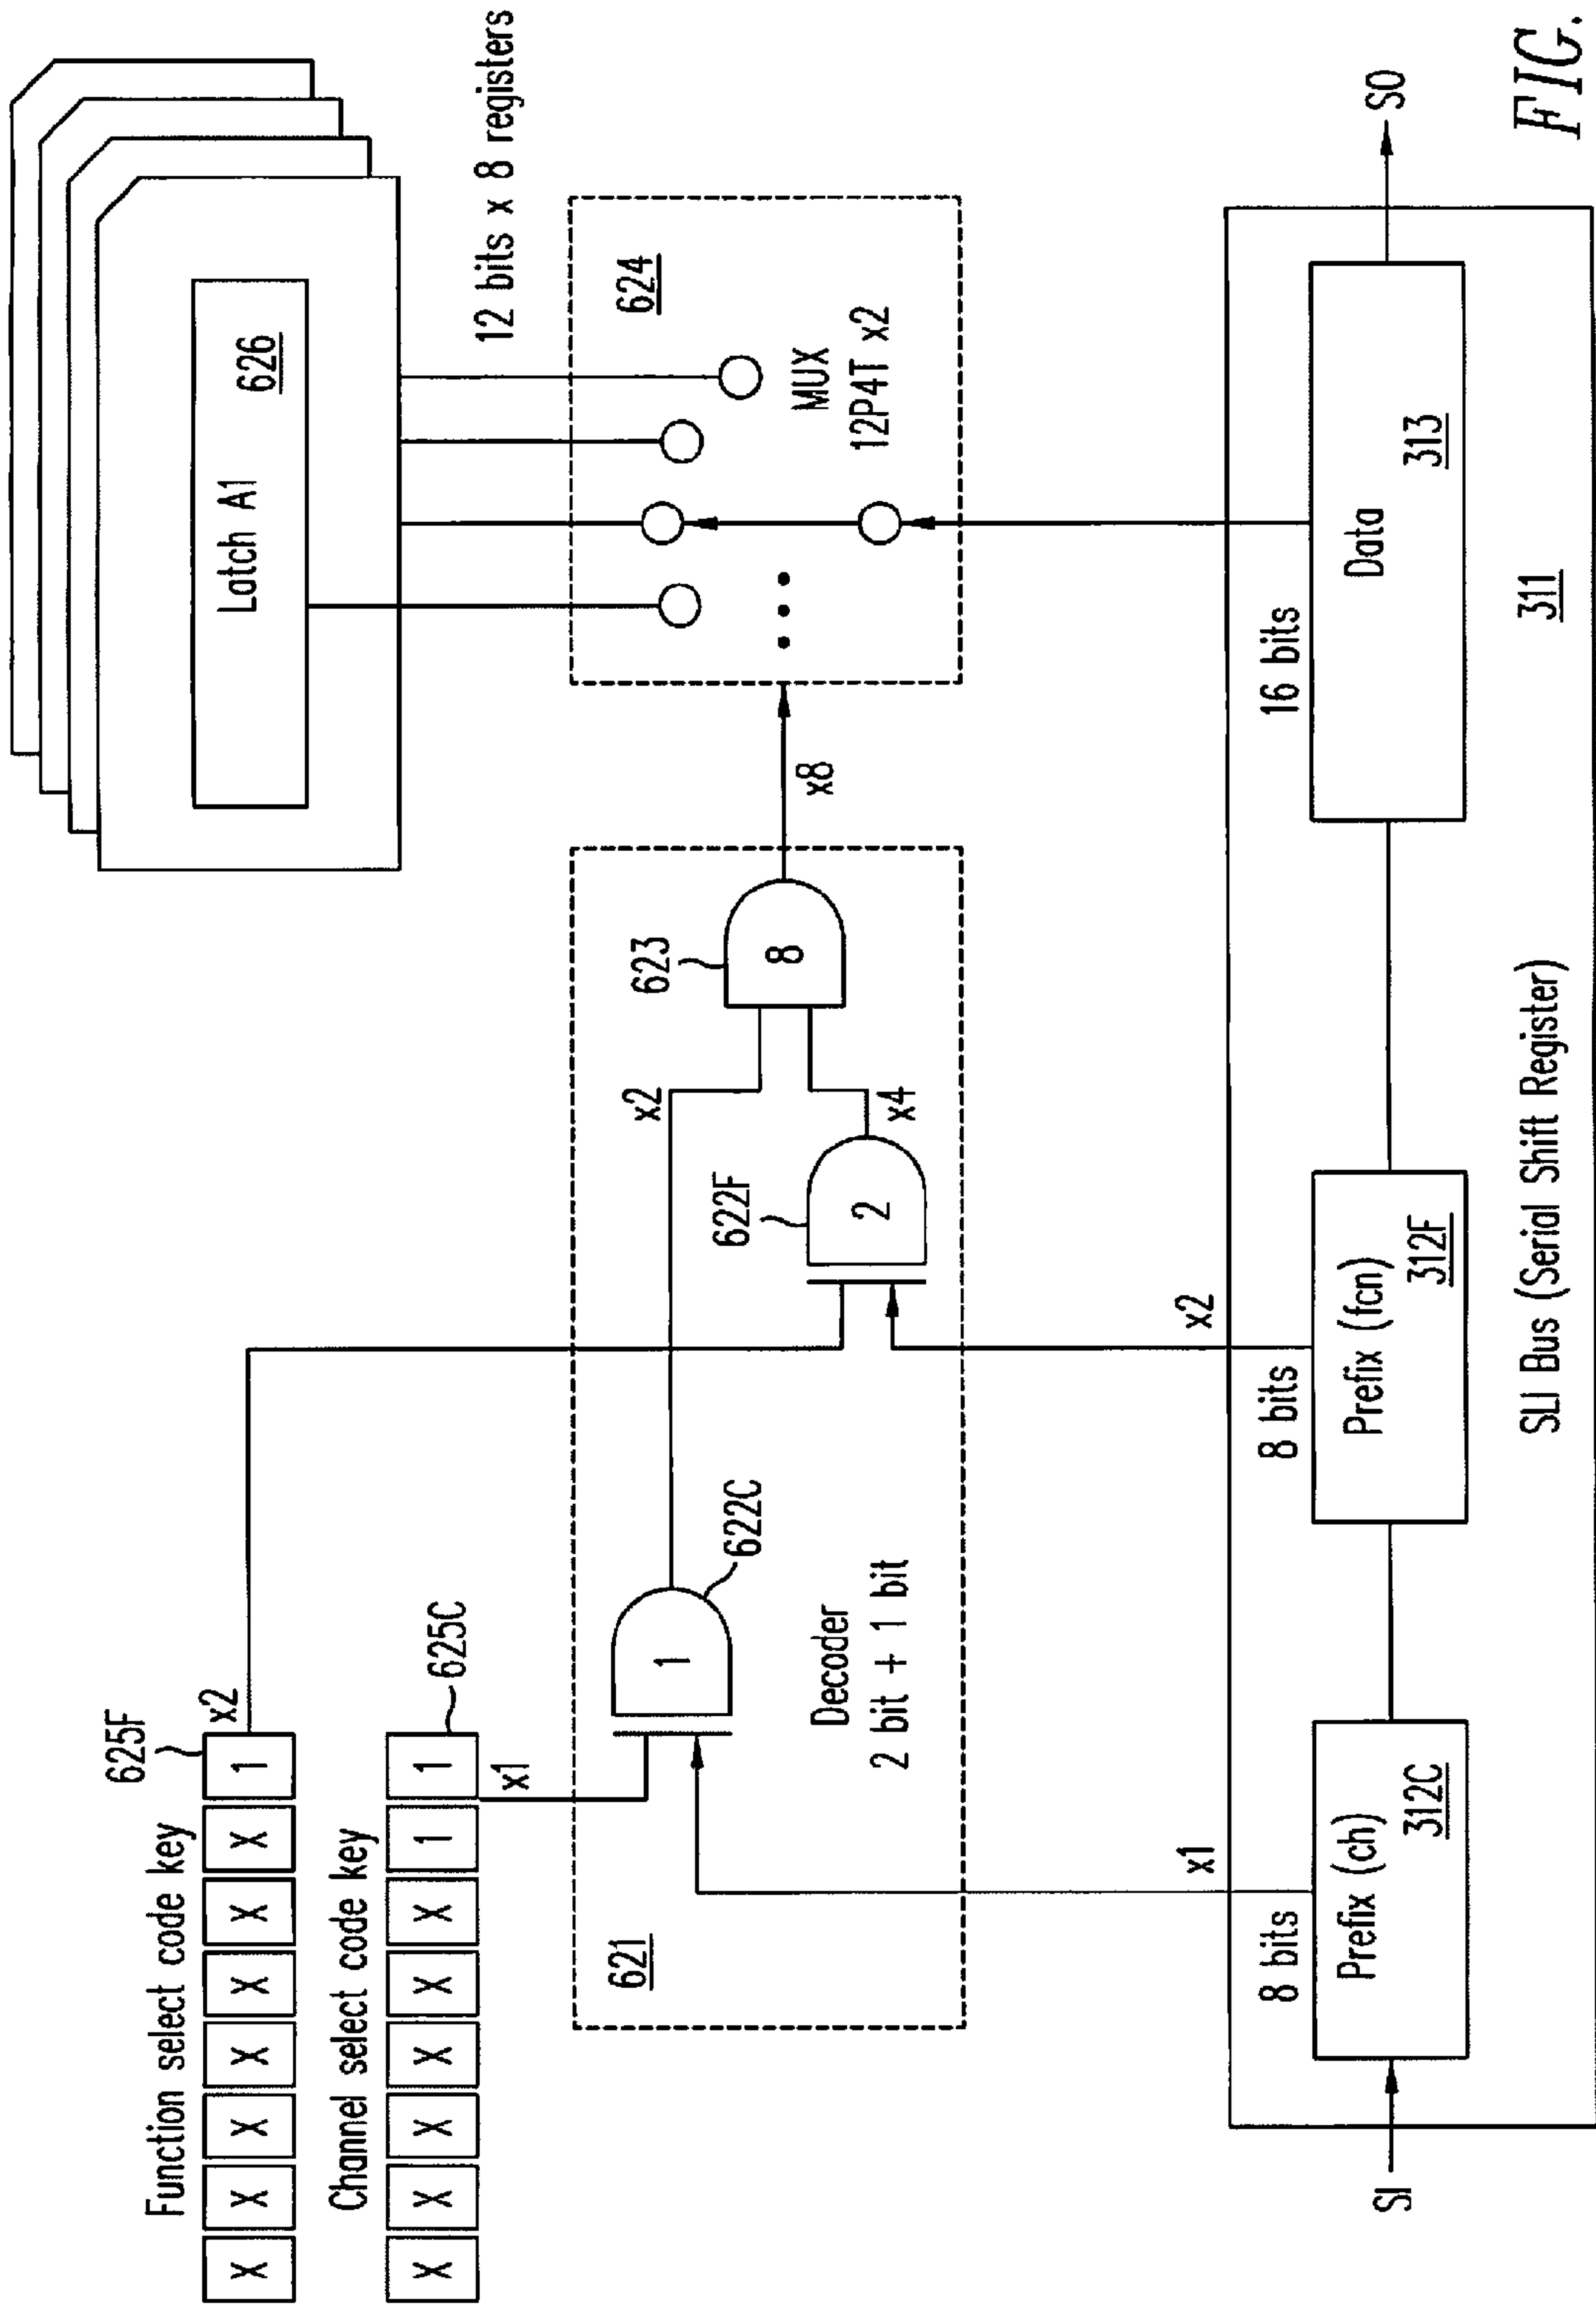 Function select code key
X X X X X X X 1
625F
x2
Channel select code key
X X X X X X 1 1
625C
x1
Latch A1
626
12 bits x 8 registers
621
1
622C
Decoder
2 bit + 1 bit
x2
622F
2
x4
623
8
x8
624
MUX
12P4T x2
x1
x2
8 bits
8 bits
16 bits
SI
Prefix (ch)
312C
Prefix (fcn)
312F
Data
313
SO
SLI Bus (Serial Shift Register)
311
FIG.